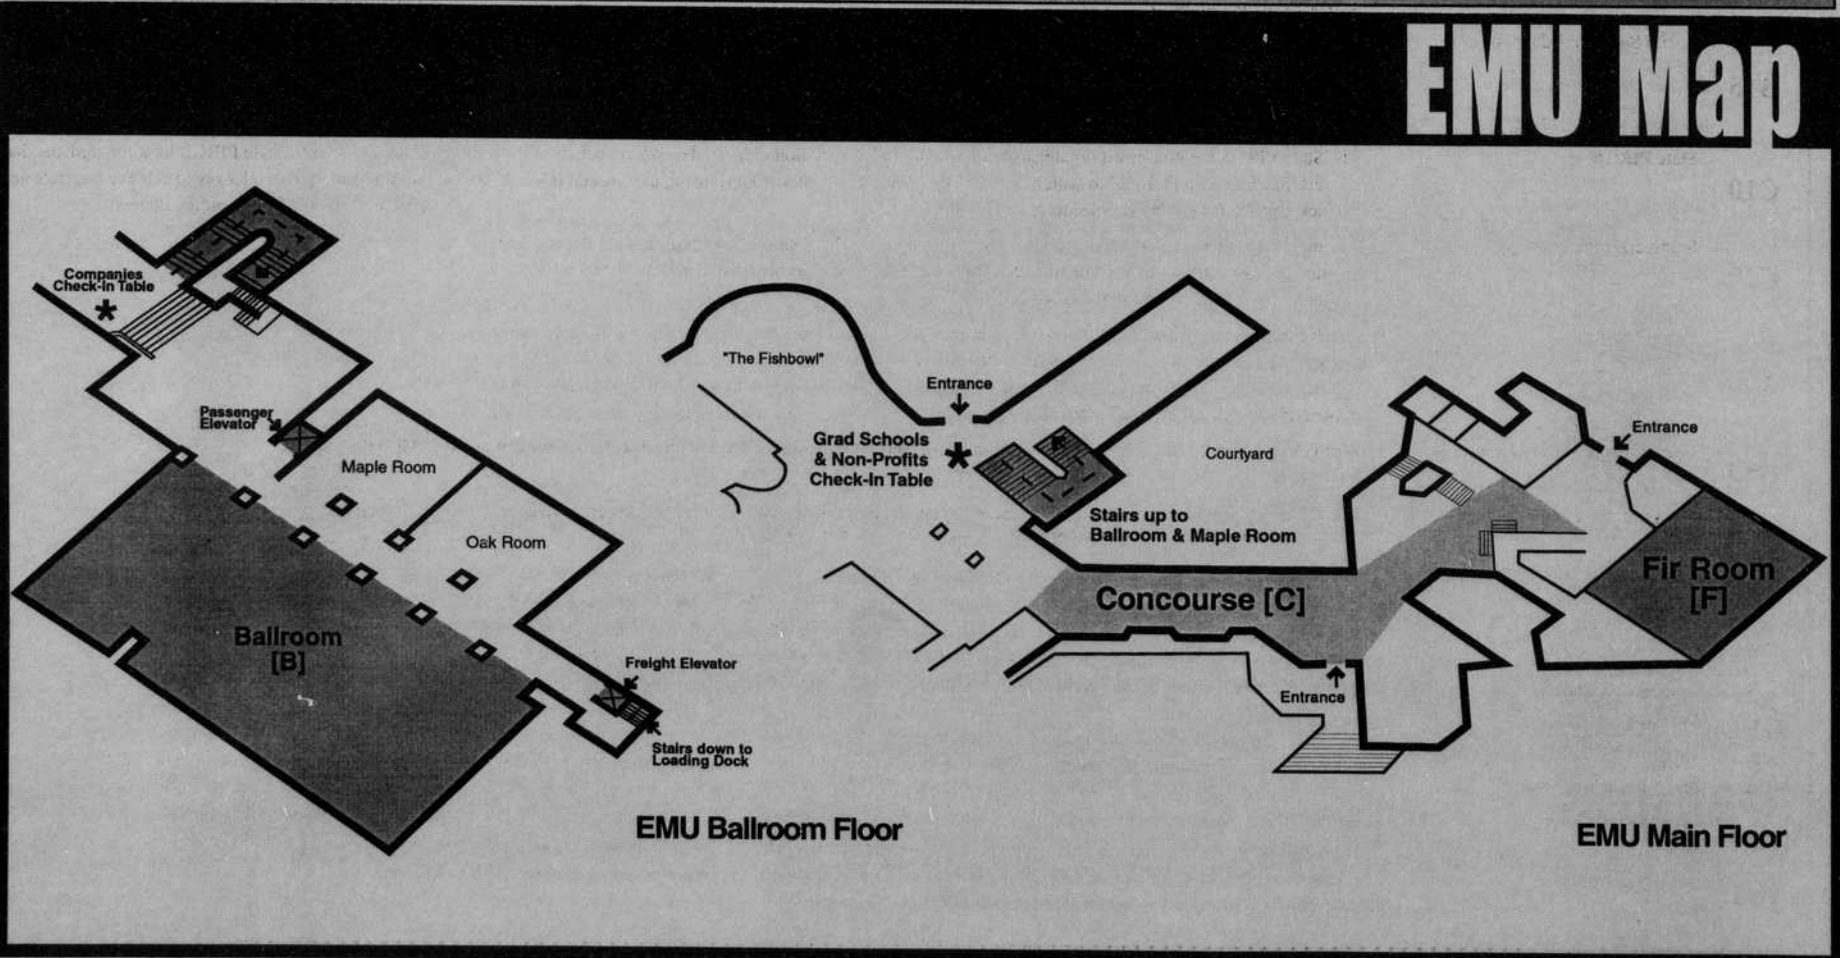 EMU Map
Companies
Check-In Table
*
Passenger
Elevator
Maple Room
Oak Room
Ballroom
[B]
Freight Elevator
Stairs down to
Loading Dock
EMU Ballroom Floor
"The Fishbowl"
Entrance
Grad Schools
& Non-Profits
Check-In Table
*
Courtyard
Stairs up to
Ballroom & Maple Room
Concourse [C]
Entrance
Entrance
Fir Room
[F]
EMU Main Floor